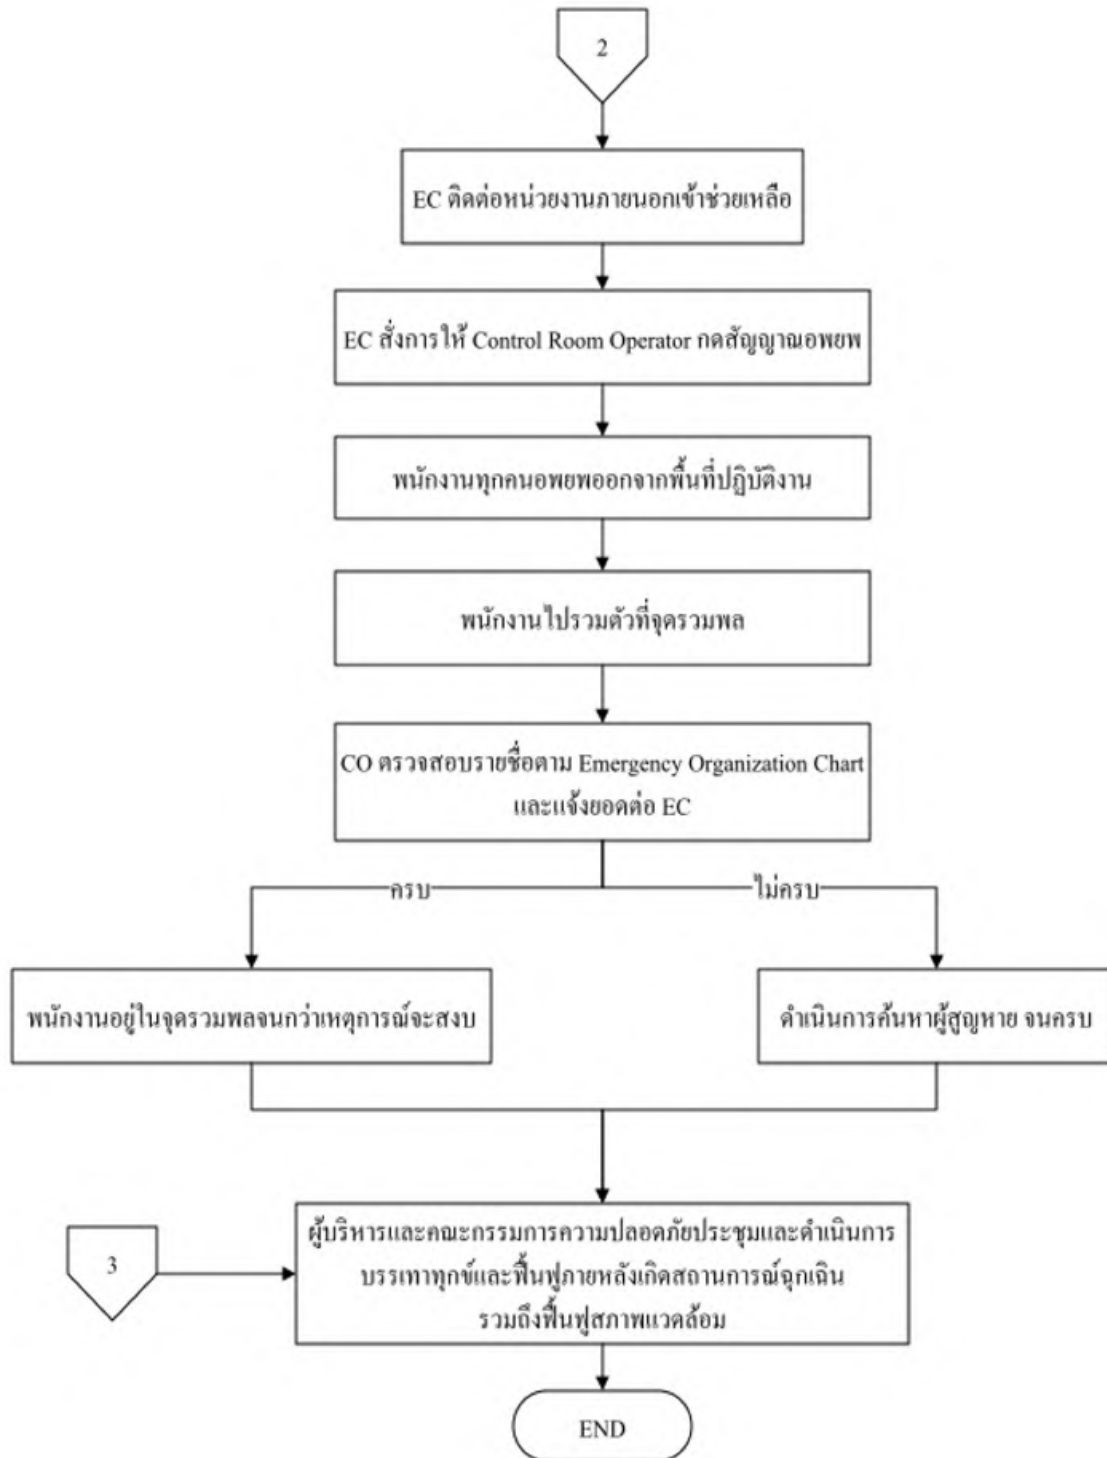 2
EC ติดต่อหน่วยงานภายนอกเข้าช่วยเหลือ
EC สั่งการให้ Control Room Operator กดสัญญาณอพยพ
พนักงานทุกคนอพยพออกจากพื้นที่ปฏิบัติงาน
พนักงานไปรวมตัวที่จุดรวมพล
CO ตรวจสอบรายชื่อตาม Emergency Organization Chart
และแจ้งยอดต่อ EC
ครบ
ไม่ครบ
พนักงานอยู่ในจุดรวมพลจนกว่าเหตุการณ์จะสงบ
ดำเนินการค้นหาผู้สูญหาย จนครบ
3
ผู้บริหารและคณะกรรมการความปลอดภัยประชุมและดำเนินการ
บรรเทาทุกข์และฟื้นฟูภายหลังเกิดสถานการณ์ฉุกเฉิน
รวมถึงฟื้นฟูสภาพแวดล้อม
END